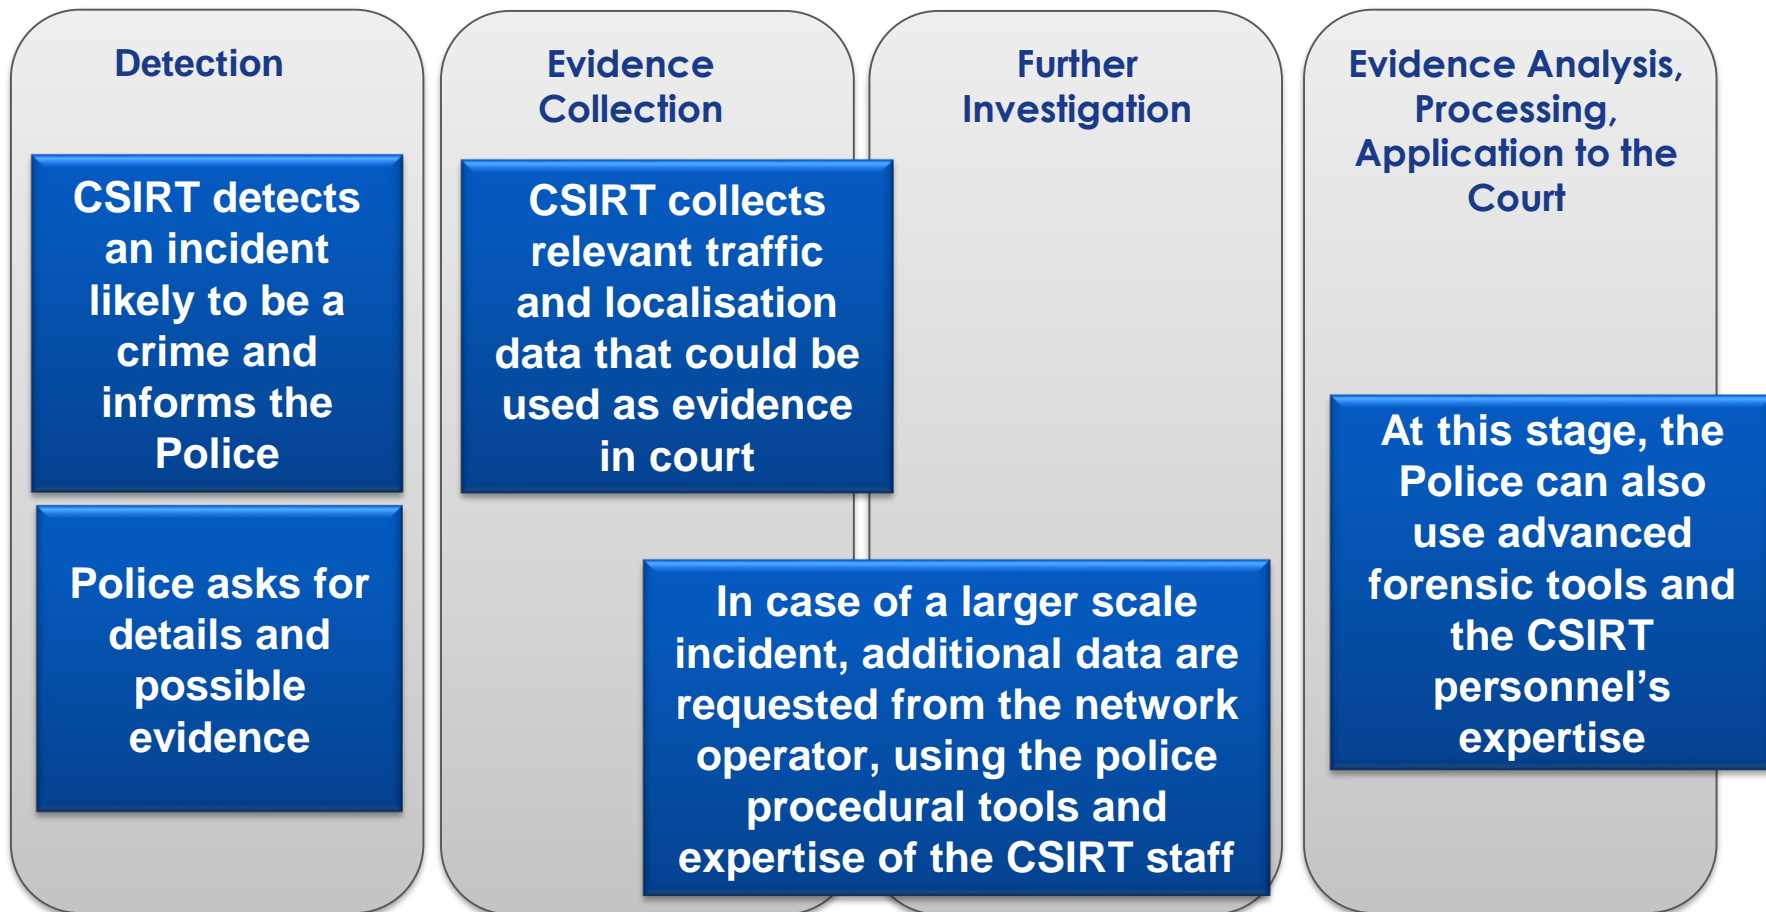 Detection
CSIRT detects
an incident
likely to be a
crime and
informs the
Police
Police asks for
details and
possible
evidence
Evidence
Collection
CSIRT collects
relevant traffic
and localisation
data that could be
used as evidence
in court
Further
Investigation
In case of a larger scale
incident, additional data are
requested from the network
operator, using the police
procedural tools and
expertise of the CSIRT staff
Evidence Analysis,
Processing,
Application to the
Court
At this stage, the
Police can also
use advanced
forensic tools and
the CSIRT
personnel’s
expertise